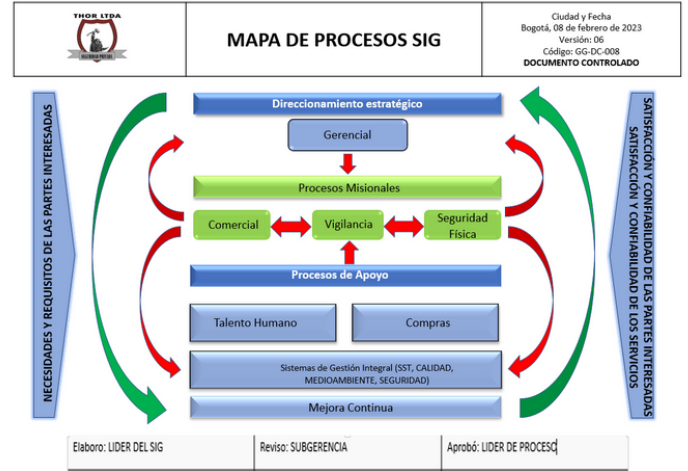 THOR LTDA
SEGURIDAD PRIVADA
MAPA DE PROCESOS SIG
Ciudad y Fecha
Bogotá, 08 de febrero de 2023
Versión: 06
Código: GG-DC-008
DOCUMENTO CONTROLADO
NECESIDADES Y REQUISITOS DE LAS PARTES INTERESADAS
Direccionamiento estratégico
Gerencial
Procesos Misionales
Comercial
Vigilancia
Seguridad
Física
Procesos de Apoyo
Talento Humano
Compras
Sistemas de Gestión Integral (SST, CALIDAD,
MEDIOAMBIENTE, SEGURIDAD)
Mejora Continua
SATISFACCIÓN Y CONFIABILIDAD DE LAS PARTES INTERESADAS
SATISFACCIÓN Y CONFIABILIDAD DE LOS SERVICIOS
Elaboro: LIDER DEL SIG
Reviso: SUBGERENCIA
Aprobó: LIDER DE PROCESO